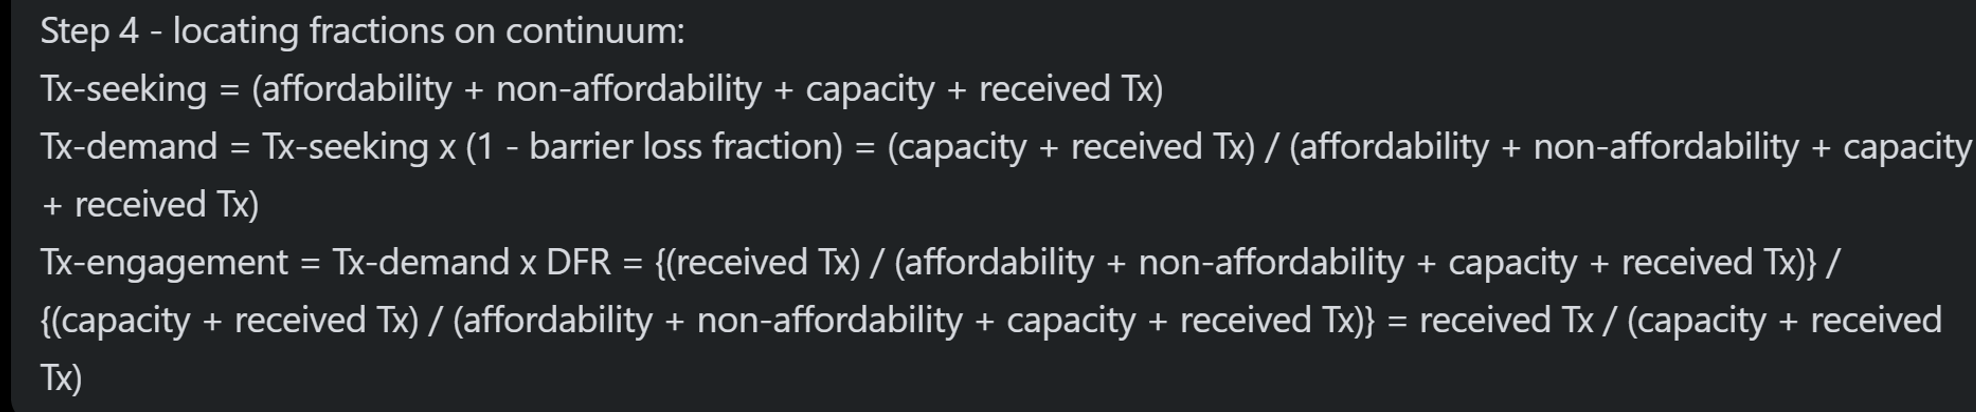 Step 4 - locating fractions on continuum:
Tx-seeking = (affordability + non-affordability + capacity + received Tx)
Tx-demand = Tx-seeking x (1 - barrier loss fraction) = (capacity + received Tx) / (affordability + non-affordability + capacity
+ received Tx)
Tx-engagement = Tx-demand x DFR = {(received Tx) / (affordability + non-affordability + capacity + received Tx)} /
{(capacity + received Tx) / (affordability + non-affordability + capacity + received Tx)} = received Tx / (capacity + received
Tx)